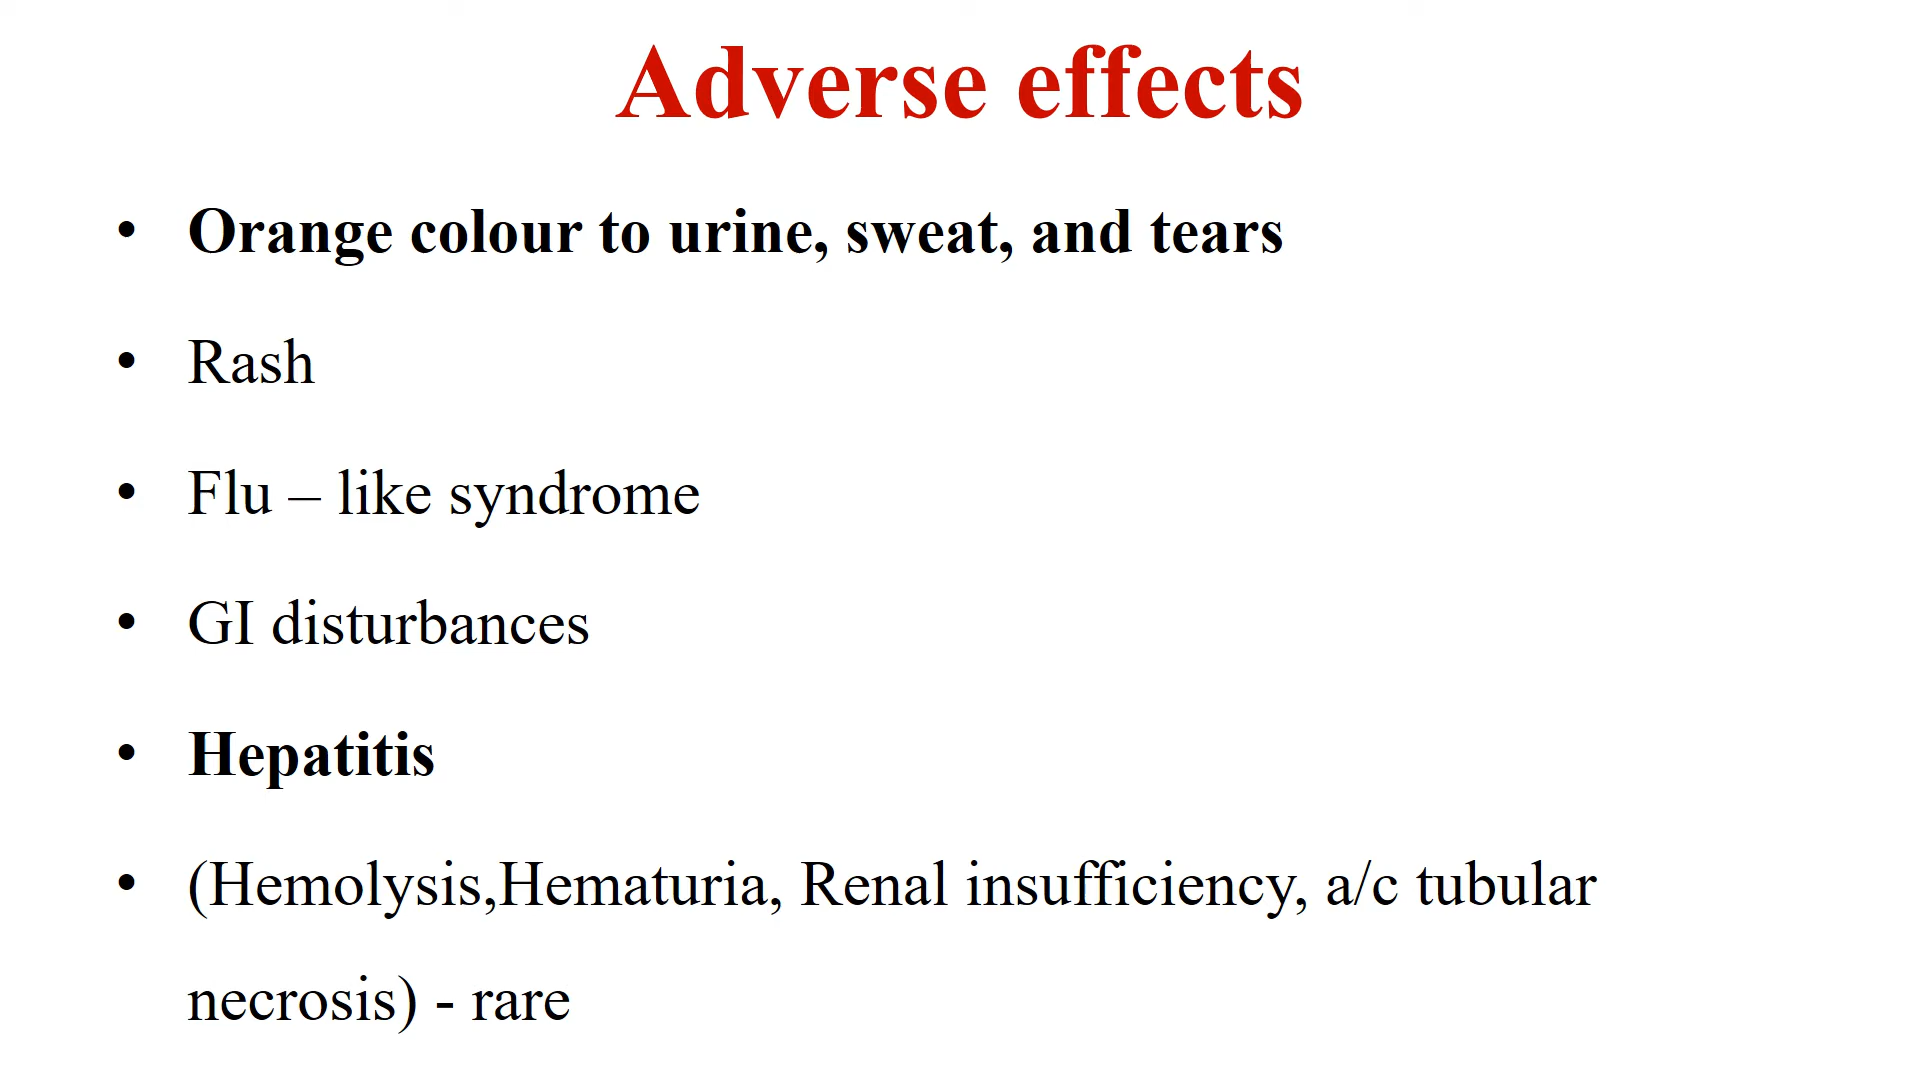 Adverse effects
• Orange colour to urine, sweat, and tears
• Rash
• Flu – like syndrome
• GI disturbances
• Hepatitis
• (Hemolysis,Hematuria, Renal insufficiency, a/c tubular
necrosis) - rare